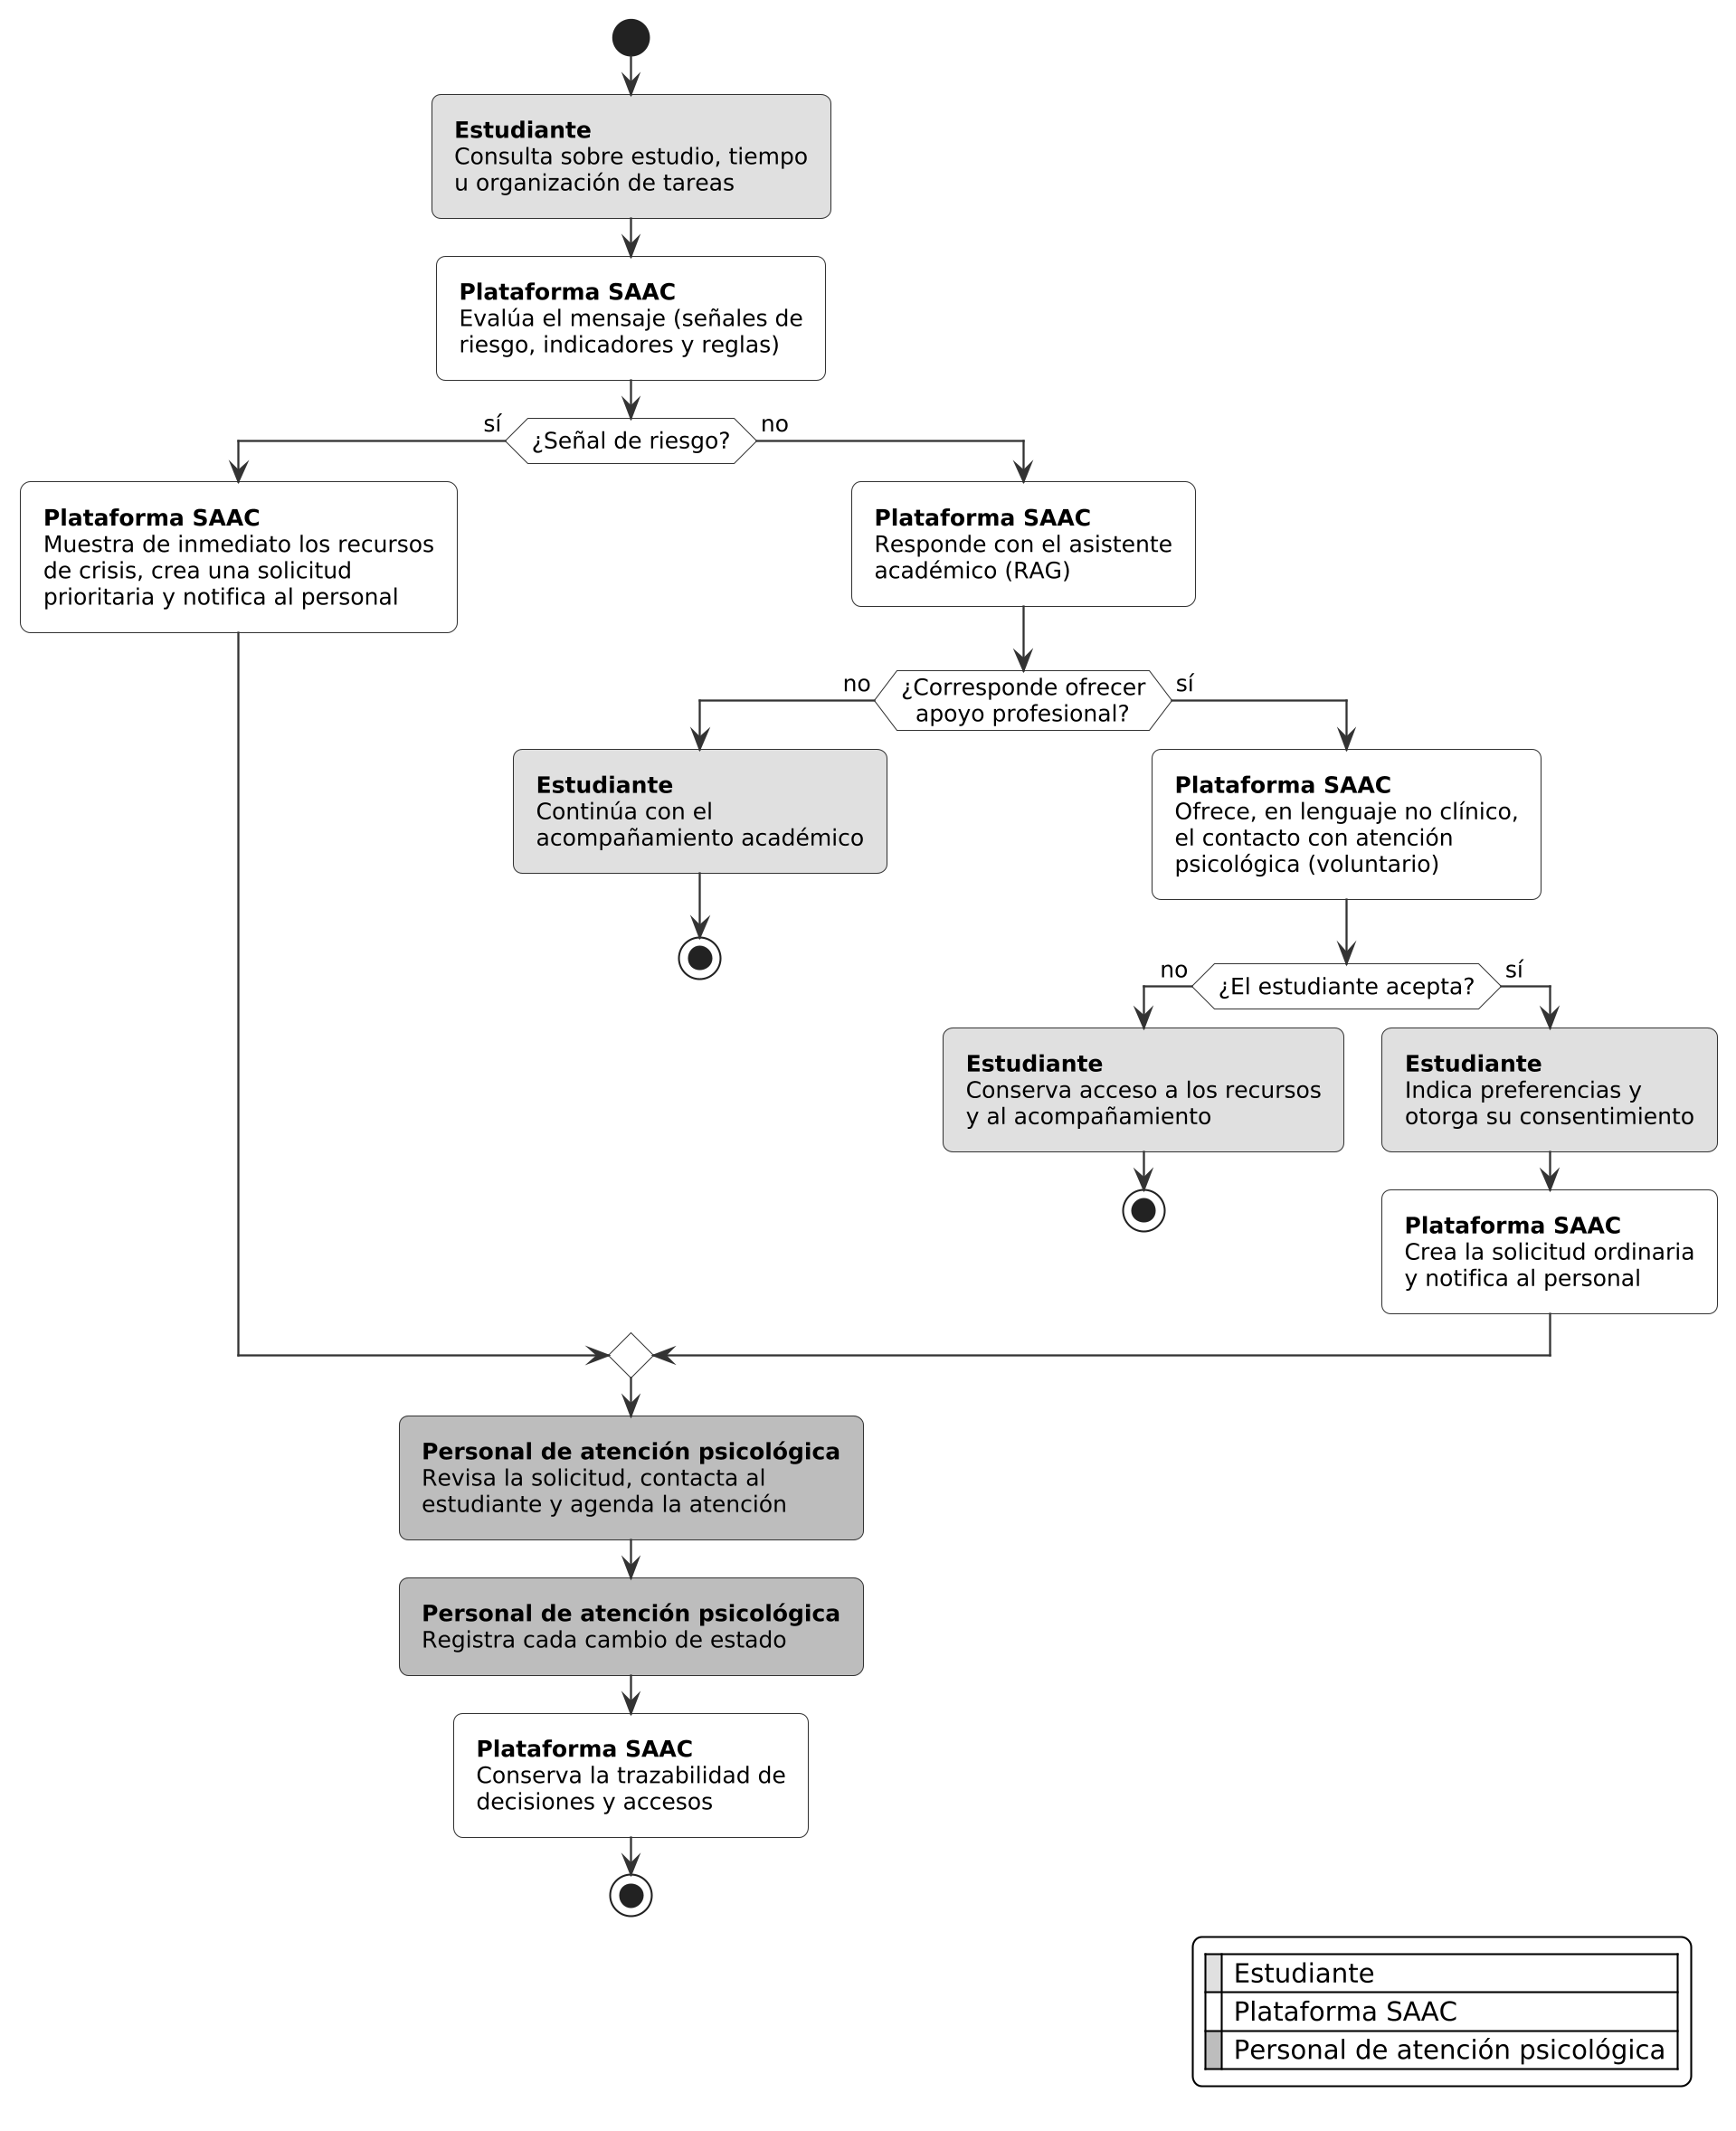 Estudiante
Consulta sobre estudio, tiempo
u organización de tareas
Plataforma SAAC
Evalúa el mensaje (señales de
riesgo, indicadores y reglas)
sí
¿Señal de riesgo?
no
Plataforma SAAC
Muestra de inmediato los recursos
de crisis, crea una solicitud
prioritaria y notifica al personal
Plataforma SAAC
Responde con el asistente
académico (RAG)
no
¿Corresponde ofrecer
apoyo profesional?
sí
Estudiante
Continúa con el
acompañamiento académico
Plataforma SAAC
Ofrece, en lenguaje no clínico,
el contacto con atención
psicológica (voluntario)
no
¿El estudiante acepta?
sí
Estudiante
Conserva acceso a los recursos
y al acompañamiento
Estudiante
Indica preferencias y
otorga su consentimiento
Plataforma SAAC
Crea la solicitud ordinaria
y notifica al personal
Personal de atención psicológica
Revisa la solicitud, contacta al
estudiante y agenda la atención
Personal de atención psicológica
Registra cada cambio de estado
Plataforma SAAC
Conserva la trazabilidad de
decisiones y accesos
Estudiante
Plataforma SAAC
Personal de atención psicológica